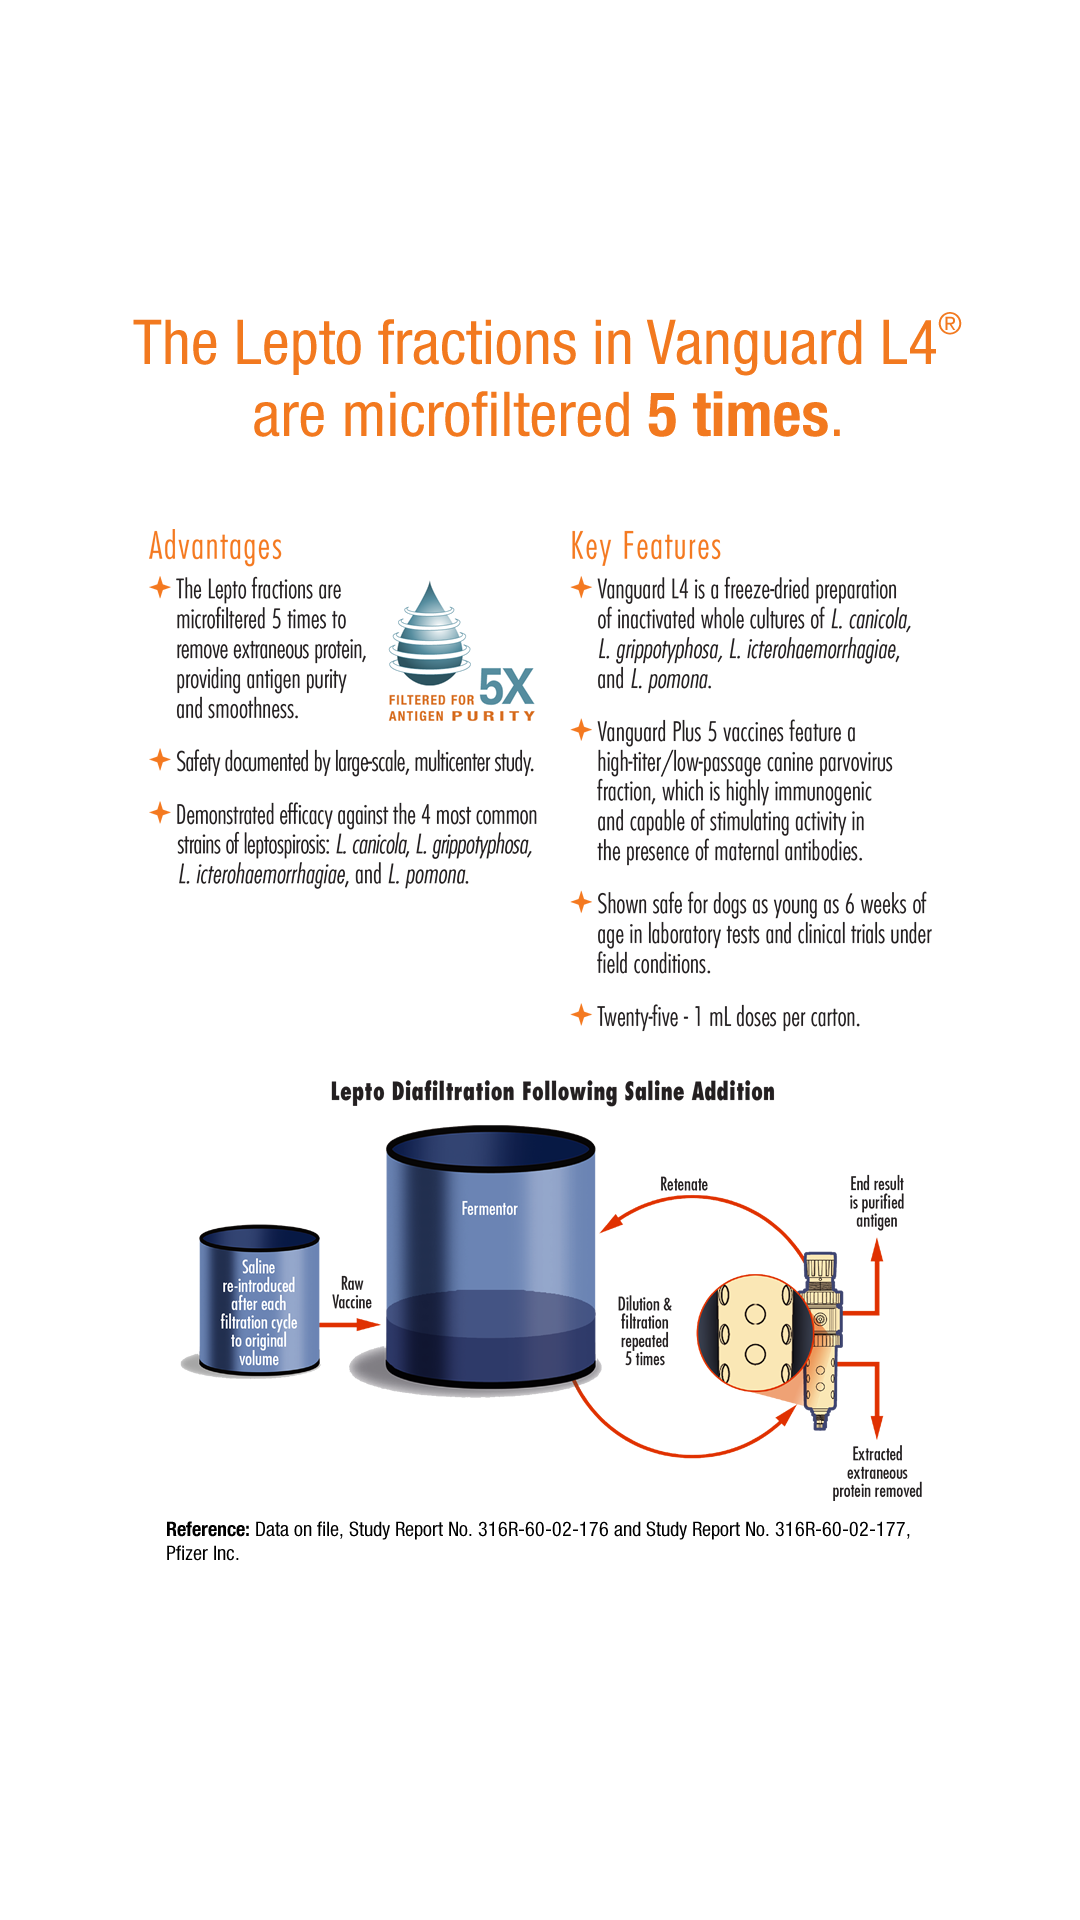 The Lepto fractions in Vanguard L4®
are microfiltered 5 times.
Advantages
The Lepto fractions are
microfiltered 5 times to
remove extraneous protein,
providing antigen purity
and smoothness.
FILTERED FOR 5X
ANTIGEN PURITY
Safety documented by large-scale, multicenter study.
Demonstrated efficacy against the 4 most common
strains of leptospirosis: L. canicola, L. grippotyphosa,
L. icterohaemorrhagiae, and L. pomona.
Key Features
Vanguard L4 is a freeze-dried preparation
of inactivated whole cultures of L. canicola,
L. grippotyphosa, L. icterohaemorrhagiae,
and L. pomona.
Vanguard Plus 5 vaccines feature a
high-titer/low-passage canine parvovirus
fraction, which is highly immunogenic
and capable of stimulating activity in
the presence of maternal antibodies.
Shown safe for dogs as young as 6 weeks of
age in laboratory tests and clinical trials under
field conditions.
Twenty-five - 1 mL doses per carton.
Lepto Diafiltration Following Saline Addition
Saline
re-introduced
after each
filtration cycle
to original
volume
Raw
Vaccine
Fermentor
Retenate
Dilution &
filtration
repeated
5 times
End result
is purified
antigen
Extracted
extraneous
protein removed
Reference: Data on file, Study Report No. 316R-60-02-176 and Study Report No. 316R-60-02-177,
Pfizer Inc.